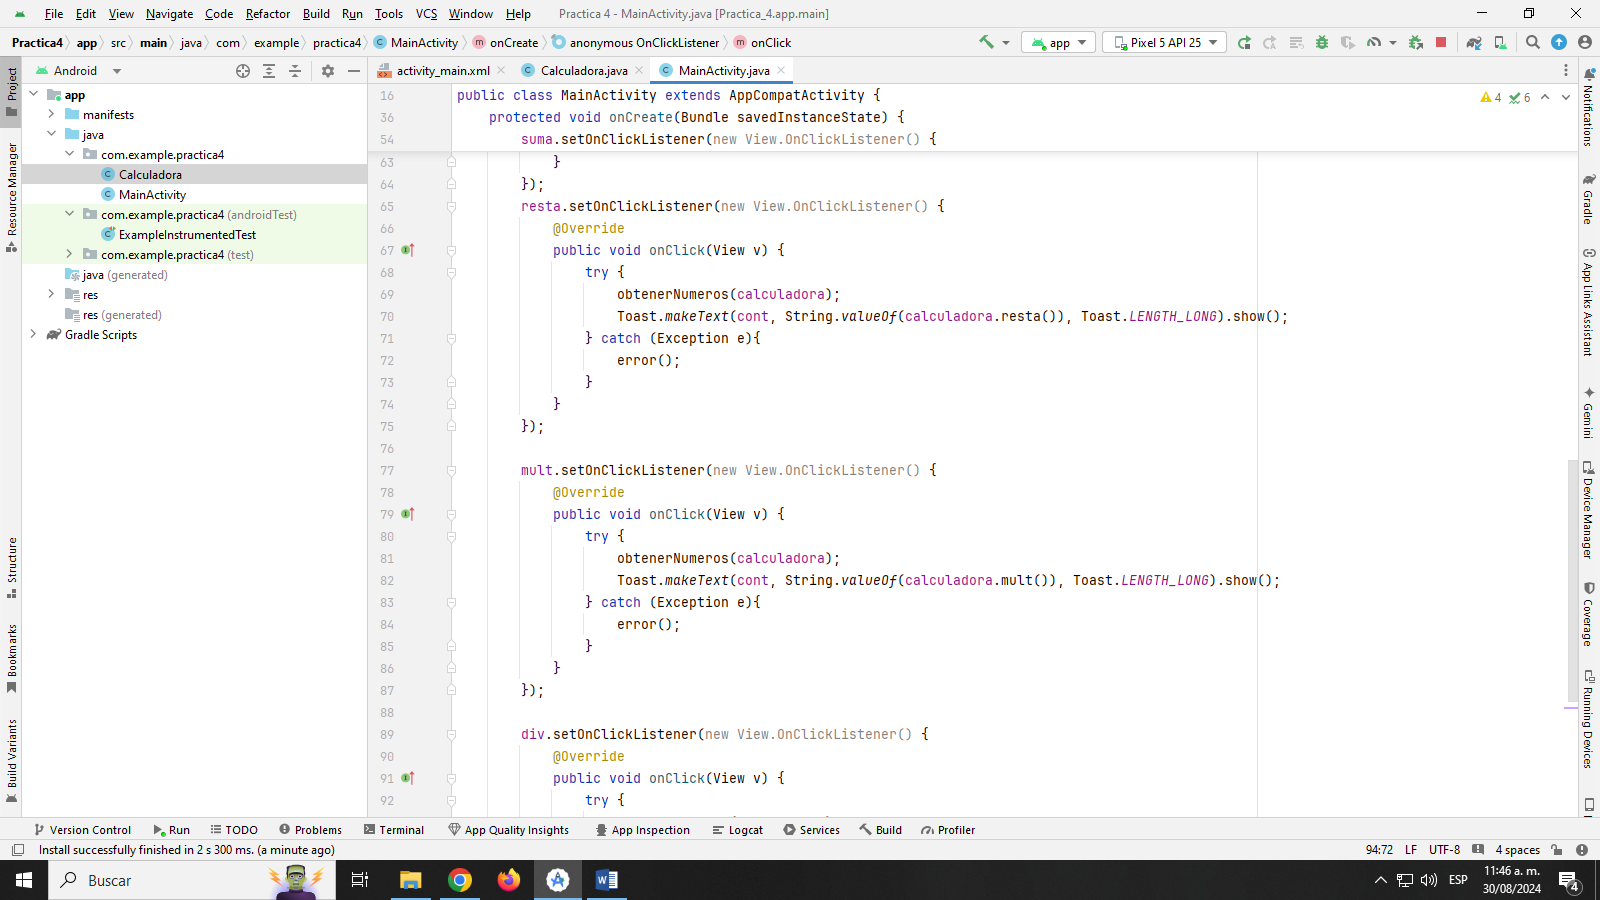 File Edit View Navigate Code Refactor Build Run Tools VCS Window Help Practica 4 - MainActivity.java [Practica_4.app.main]
Practica4 app src main java com example practica4 MainActivity onCreate anonymous OnClickListener onClick app Pixel 5 API 25
Android
activity_main.xml Calculadora.java MainActivity.java
Project
Resource Manager
Structure
Bookmarks
Build Variants
app
manifests
java
com.example.practica4
Calculadora
MainActivity
com.example.practica4 (androidTest)
ExampleInstrumentedTest
com.example.practica4 (test)
java (generated)
res
res (generated)
Gradle Scripts
16 public class MainActivity extends AppCompatActivity {
36 protected void onCreate(Bundle savedInstanceState) {
54 suma.setOnClickListener(new View.OnClickListener() {
63 }
64 });
65 resta.setOnClickListener(new View.OnClickListener() {
66 @Override
67 public void onClick(View v) {
68 try {
69 obtenerNumeros(calculadora);
70 Toast.makeText(cont, String.valueOf(calculadora.resta()), Toast.LENGTH_LONG).show();
71 } catch (Exception e){
72 error();
73 }
74 }
75 });
76
77 mult.setOnClickListener(new View.OnClickListener() {
78 @Override
79 public void onClick(View v) {
80 try {
81 obtenerNumeros(calculadora);
82 Toast.makeText(cont, String.valueOf(calculadora.mult()), Toast.LENGTH_LONG).show();
83 } catch (Exception e){
84 error();
85 }
86 }
87 });
88
89 div.setOnClickListener(new View.OnClickListener() {
90 @Override
91 public void onClick(View v) {
92 try {
4 6
Notifications
Gradle
App Links Assistant
Gemini
Device Manager
Coverage
Running Devices
Version Control Run TODO Problems Terminal App Quality Insights App Inspection Logcat Services Build Profiler
Install successfully finished in 2 s 300 ms. (a minute ago) 94:72 LF UTF-8 4 spaces
Buscar ESP 11:46 a. m.
30/08/2024 4